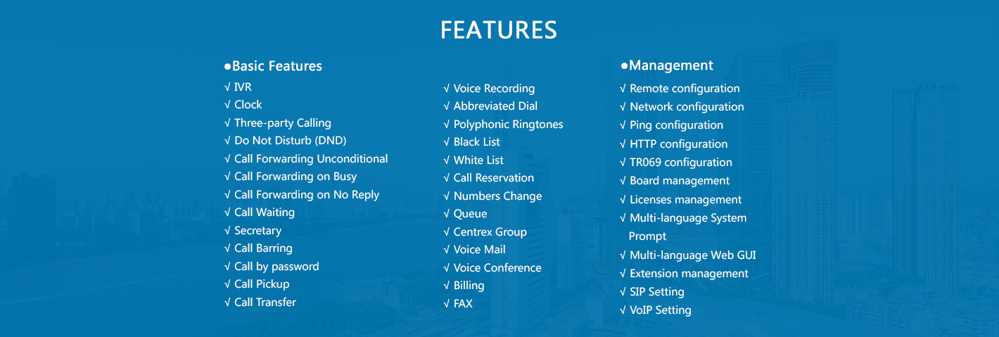 FEATURES
●Basic Features
√ IVR
√ Clock
√ Three-party Calling
√ Do Not Disturb (DND)
√ Call Forwarding Unconditional
√ Call Forwarding on Busy
√ Call Forwarding on No Reply
√ Call Waiting
√ Secretary
√ Call Barring
√ Call by password
√ Call Pickup
√ Call Transfer
√ Voice Recording
√ Abbreviated Dial
√ Polyphonic Ringtones
√ Black List
√ White List
√ Call Reservation
√ Numbers Change
√ Queue
√ Centrex Group
√ Voice Mail
√ Voice Conference
√ Billing
√ FAX
●Management
√ Remote configuration
√ Network configuration
√ Ping configuration
√ HTTP configuration
√ TR069 configuration
√ Board management
√ Licenses management
√ Multi-language System
Prompt
√ Multi-language Web GUI
√ Extension management
√ SIP Setting
√ VoIP Setting